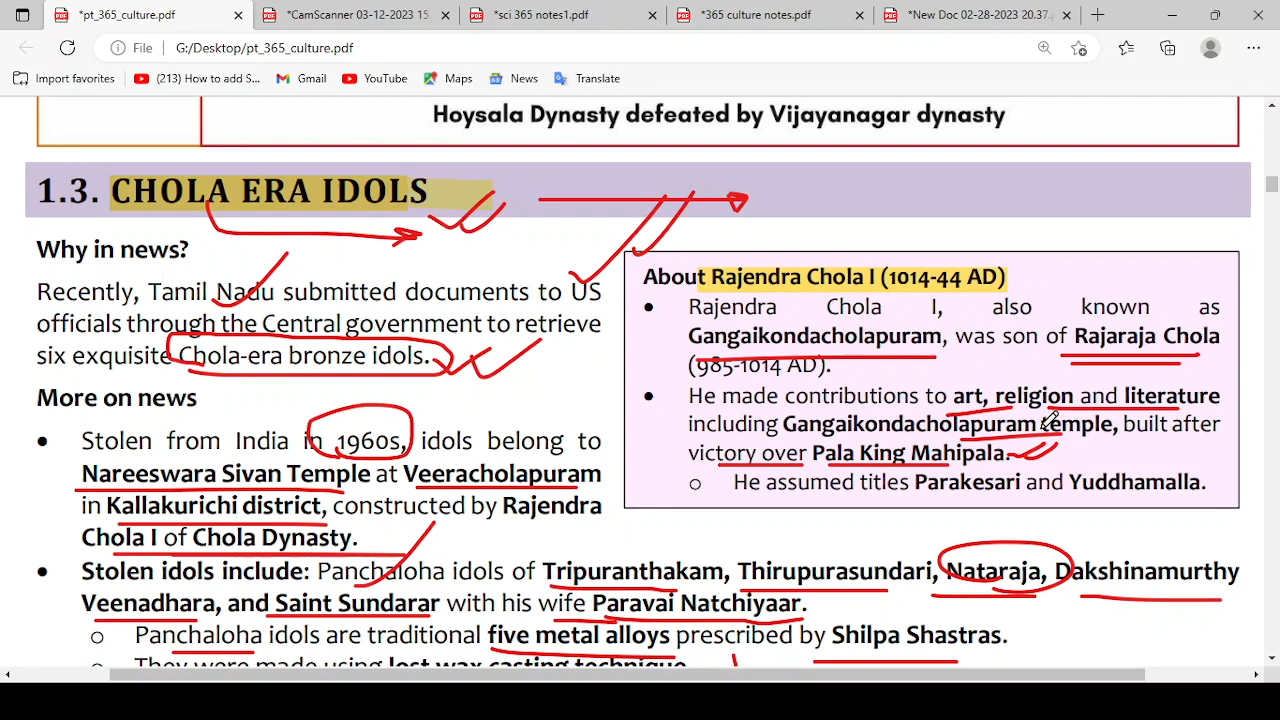 *pt_365_culture.pdf
*CamScanner 03-12-2023 15.
*sci 365 notes1.pdf
*365 culture notes.pdf
*New Doc 02-28-2023 20.37.p
File
G:/Desktop/pt_365_culture.pdf
Import favorites
(213) How to add S...
Gmail
YouTube
Maps
News
Translate
Hoysala Dynasty defeated by Vijayanagar dynasty
1.3. CHOLA ERA IDOLS
Why in news?
Recently, Tamil Nadu submitted documents to US
officials through the Central government to retrieve
six exquisite Chola-era bronze idols.
More on news
• Stolen from India in 1960s, idols belong to
Nareeswara Sivan Temple at Veeracholapuram
in Kallakurichi district, constructed by Rajendra
Chola I of Chola Dynasty.
About Rajendra Chola I (1014-44 AD)
• Rajendra Chola I, also known as
Gangaikondacholapuram, was son of Rajaraja Chola
(985-1014 AD).
• He made contributions to art, religion and literature
including Gangaikondacholapuram temple, built after
victory over Pala King Mahipala.
o He assumed titles Parakesari and Yuddhamalla.
• Stolen idols include: Panchaloha idols of Tripuranthakam, Thirupurasundari, Nataraja, Dakshinamurthy
Veenadhara, and Saint Sundarar with his wife Paravai Natchiyaar.
o Panchaloha idols are traditional five metal alloys prescribed by Shilpa Shastras.
o They were made using lost wax casting technique